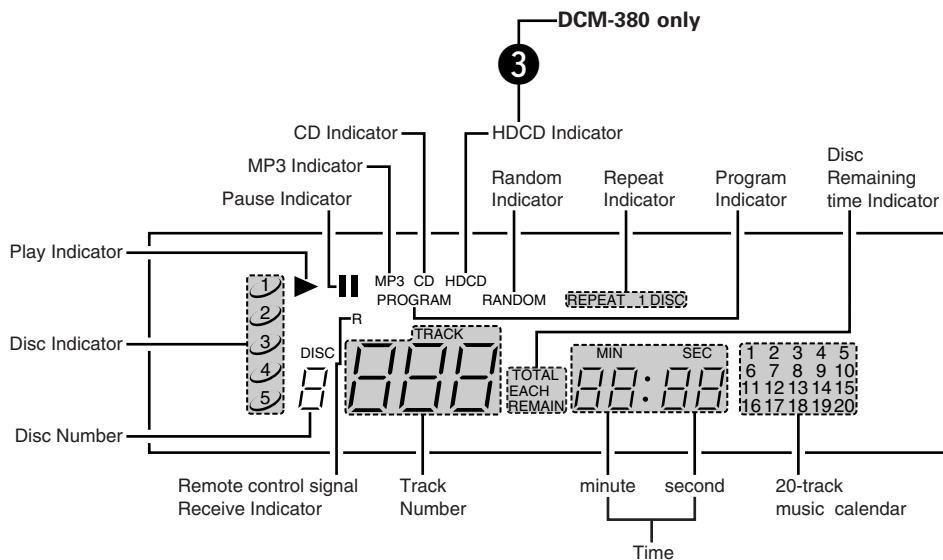 DCM-380 only
3
CD Indicator
HDCD Indicator
MP3 Indicator
Pause Indicator
Random
Indicator
Repeat
Indicator
Program
Indicator
Disc
Remaining
time Indicator
Play Indicator
Disc Indicator
Disc Number
1
2
3
4
5
MP3 CD HDCD
PROGRAM RANDOM REPEAT 1 DISC
R
DISC
TRACK
TOTAL
EACH
REMAIN
MIN SEC
1 2 3 4 5
6 7 8 9 10
11 12 13 14 15
16 17 18 19 20
Remote control signal
Receive Indicator
Track
Number
minute second
Time
20-track
music calendar